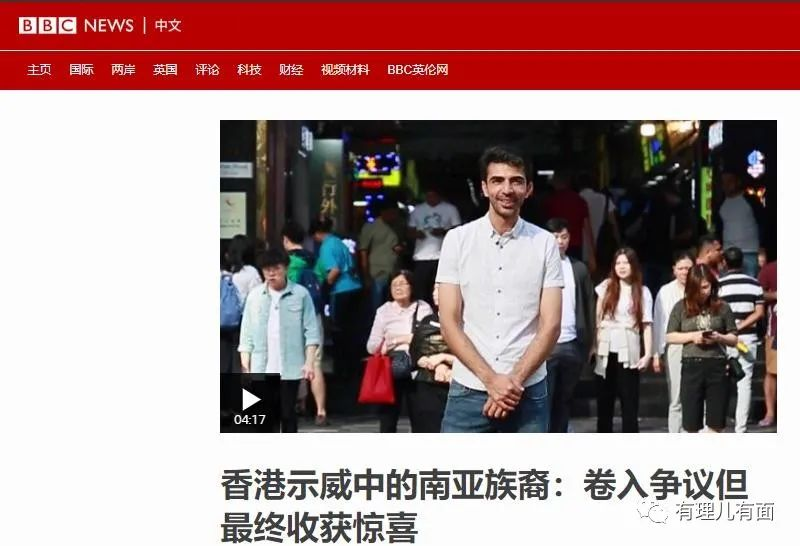 BBC NEWS | 中文
主页 国际 两岸 英国 评论 科技 财经 视频材料 BBC英伦网
04:17
香港示威中的南亚族裔：卷入争议但
最终收获惊喜
有理儿有面